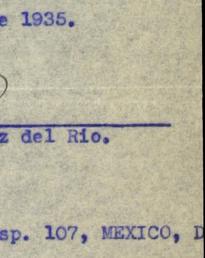 e 1935.
z del Rio.
sp. 107, MEXICO, D